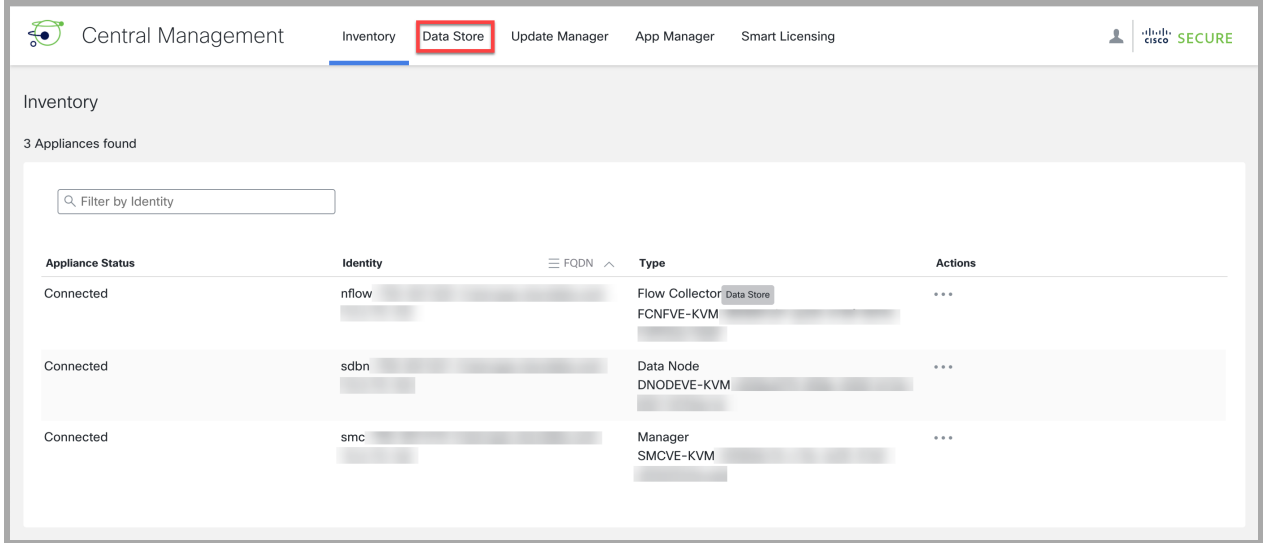 Central Management Inventory Data Store Update Manager App Manager Smart Licensing cisco SECURE
Inventory
3 Appliances found
Filter by Identity
Appliance Status Identity FQDN Type Actions
Connected nflow Flow Collector Data Store
FCNFVE-KVM
Connected sdbn Data Node
DNODEVE-KVM
Connected smc Manager
SMCVE-KVM